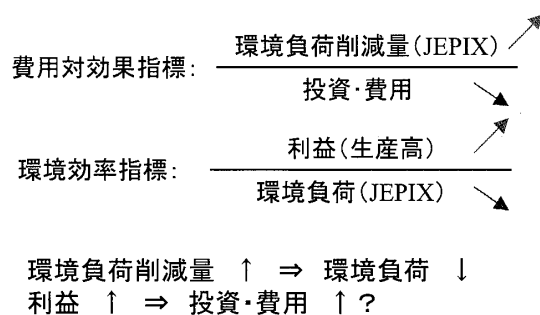 費用対効果指標:
環境負荷削減量(JEPIX)
投資・費用
環境効率指標:
利益(生産高)
環境負荷(JEPIX)
環境負荷削減量 ↑ ⇒ 環境負荷 ↓
利益 ↑ ⇒ 投資・費用 ↑?